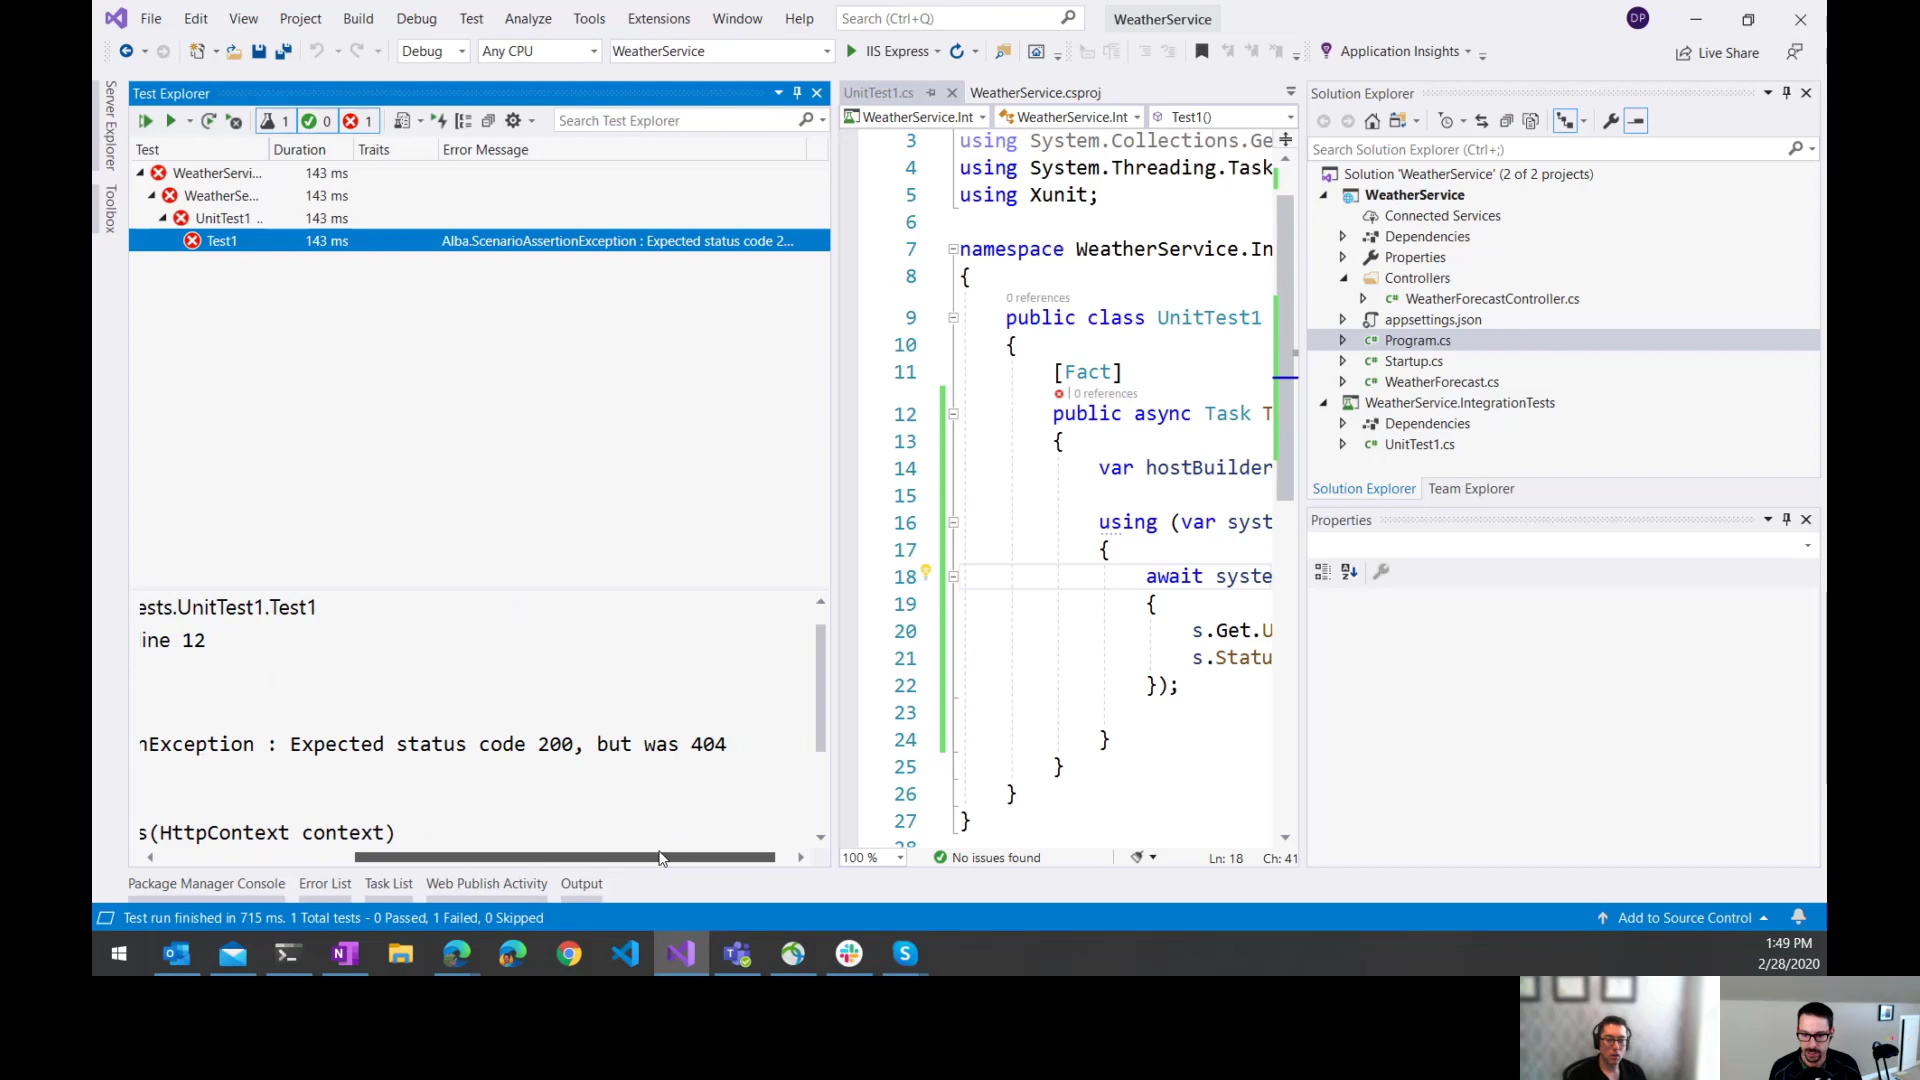 File Edit View Project Build Debug Test Analyze Tools Extensions Window Help Search (Ctrl+Q) WeatherService DP
Debug Any CPU WeatherService IIS Express Application Insights Live Share
Server Explorer
Toolbox
Test Explorer
1 0 1 Search Test Explorer
Test Duration Traits Error Message
WeatherServi... 143 ms
WeatherSe... 143 ms
UnitTest1 .. 143 ms
Test1 143 ms Alba.ScenarioAssertionException : Expected status code 2...
ests.UnitTest1.Test1
ine 12
nException : Expected status code 200, but was 404
s(HttpContext context)
UnitTest1.cs WeatherService.csproj
WeatherService.Int WeatherService.Int Test1()
3 using System.Collections.Ge
4 using System.Threading.Task
5 using Xunit;
6
7 namespace WeatherService.In
8 {
0 references
9 public class UnitTest1
10 {
11 [Fact]
0 references
12 public async Task T
13 {
14 var hostBuilder
15
16 using (var syst
17 {
18 await syste
19 {
20 s.Get.U
21 s.Statu
22 });
23
24 }
25 }
26 }
27 }
28
100 % No issues found Ln: 18 Ch: 41
Solution Explorer
Search Solution Explorer (Ctrl+;)
Solution 'WeatherService' (2 of 2 projects)
WeatherService
Connected Services
Dependencies
Properties
Controllers
C# WeatherForecastController.cs
appsettings.json
C# Program.cs
C# Startup.cs
C# WeatherForecast.cs
WeatherService.IntegrationTests
Dependencies
C# UnitTest1.cs
Solution Explorer Team Explorer
Properties
Package Manager Console Error List Task List Web Publish Activity Output
Test run finished in 715 ms. 1 Total tests - 0 Passed, 1 Failed, 0 Skipped Add to Source Control
1:49 PM
2/28/2020